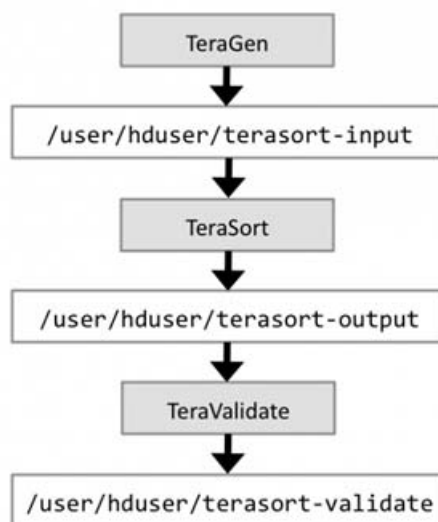 TeraGen
/user/hduser/terasort-input
TeraSort
/user/hduser/terasort-output
TeraValidate
/user/hduser/terasort-validate